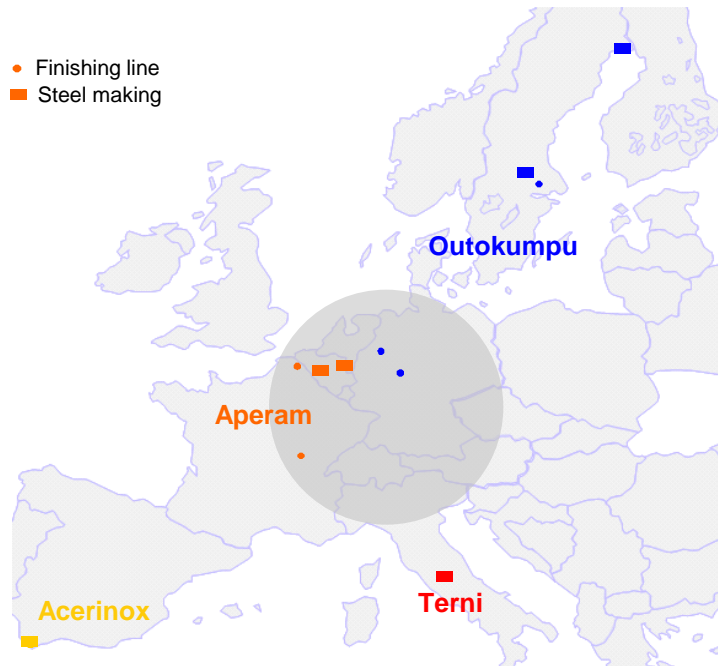 Finishing line
Steel making
Outokumpu
Aperam
Acerinox
Terni